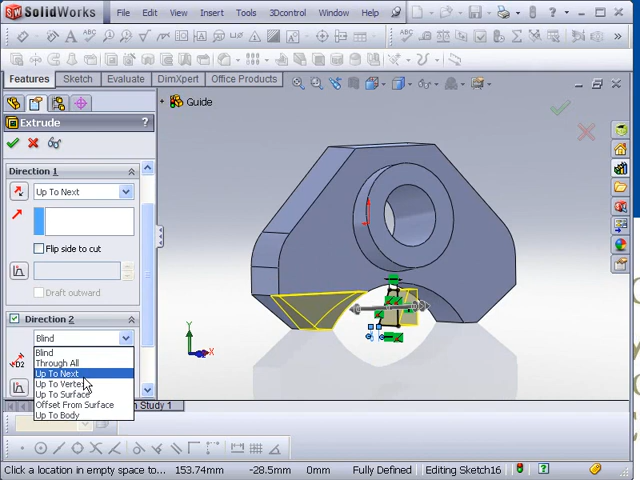 SW SolidWorks File Edit View Insert Tools 3Dcontrol Window Help
Features Sketch Evaluate DimXpert Office Products
Guide
Extrude
Direction 1
Up To Next
Flip side to cut
Draft outward
Direction 2
Blind
D2
Blind
Through All
Up To Next
Up To Vertex
Up To Surface
Offset From Surface
Up To Body
Y
X
Study 1
Click a location in empty space to... 153.74mm -28.5mm 0mm Fully Defined Editing Sketch16